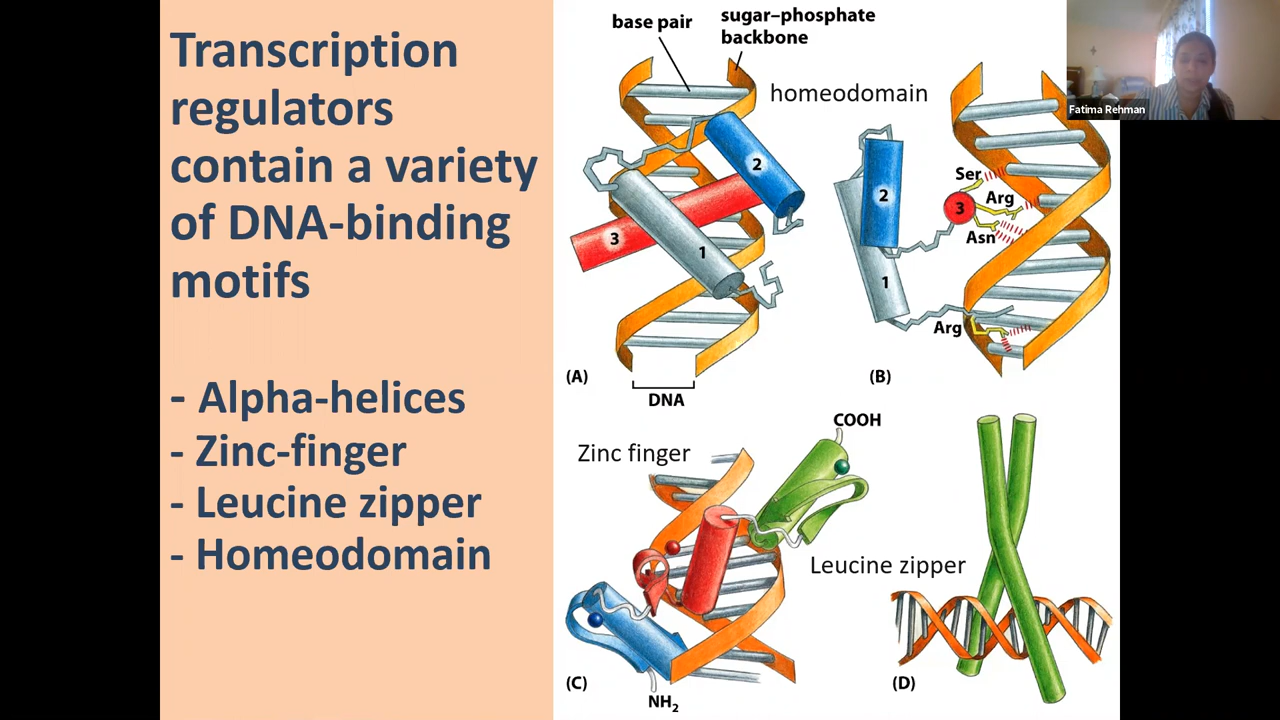 Transcription
regulators
contain a variety
of DNA-binding
motifs
- Alpha-helices
- Zinc-finger
- Leucine zipper
- Homeodomain
base pair
sugar–phosphate
backbone
homeodomain
1
2
3
(A)
DNA
2
1
3
Ser
Arg
Asn
Arg
(B)
Zinc finger
COOH
NH2
(C)
Leucine zipper
(D)
Fatima Rehman